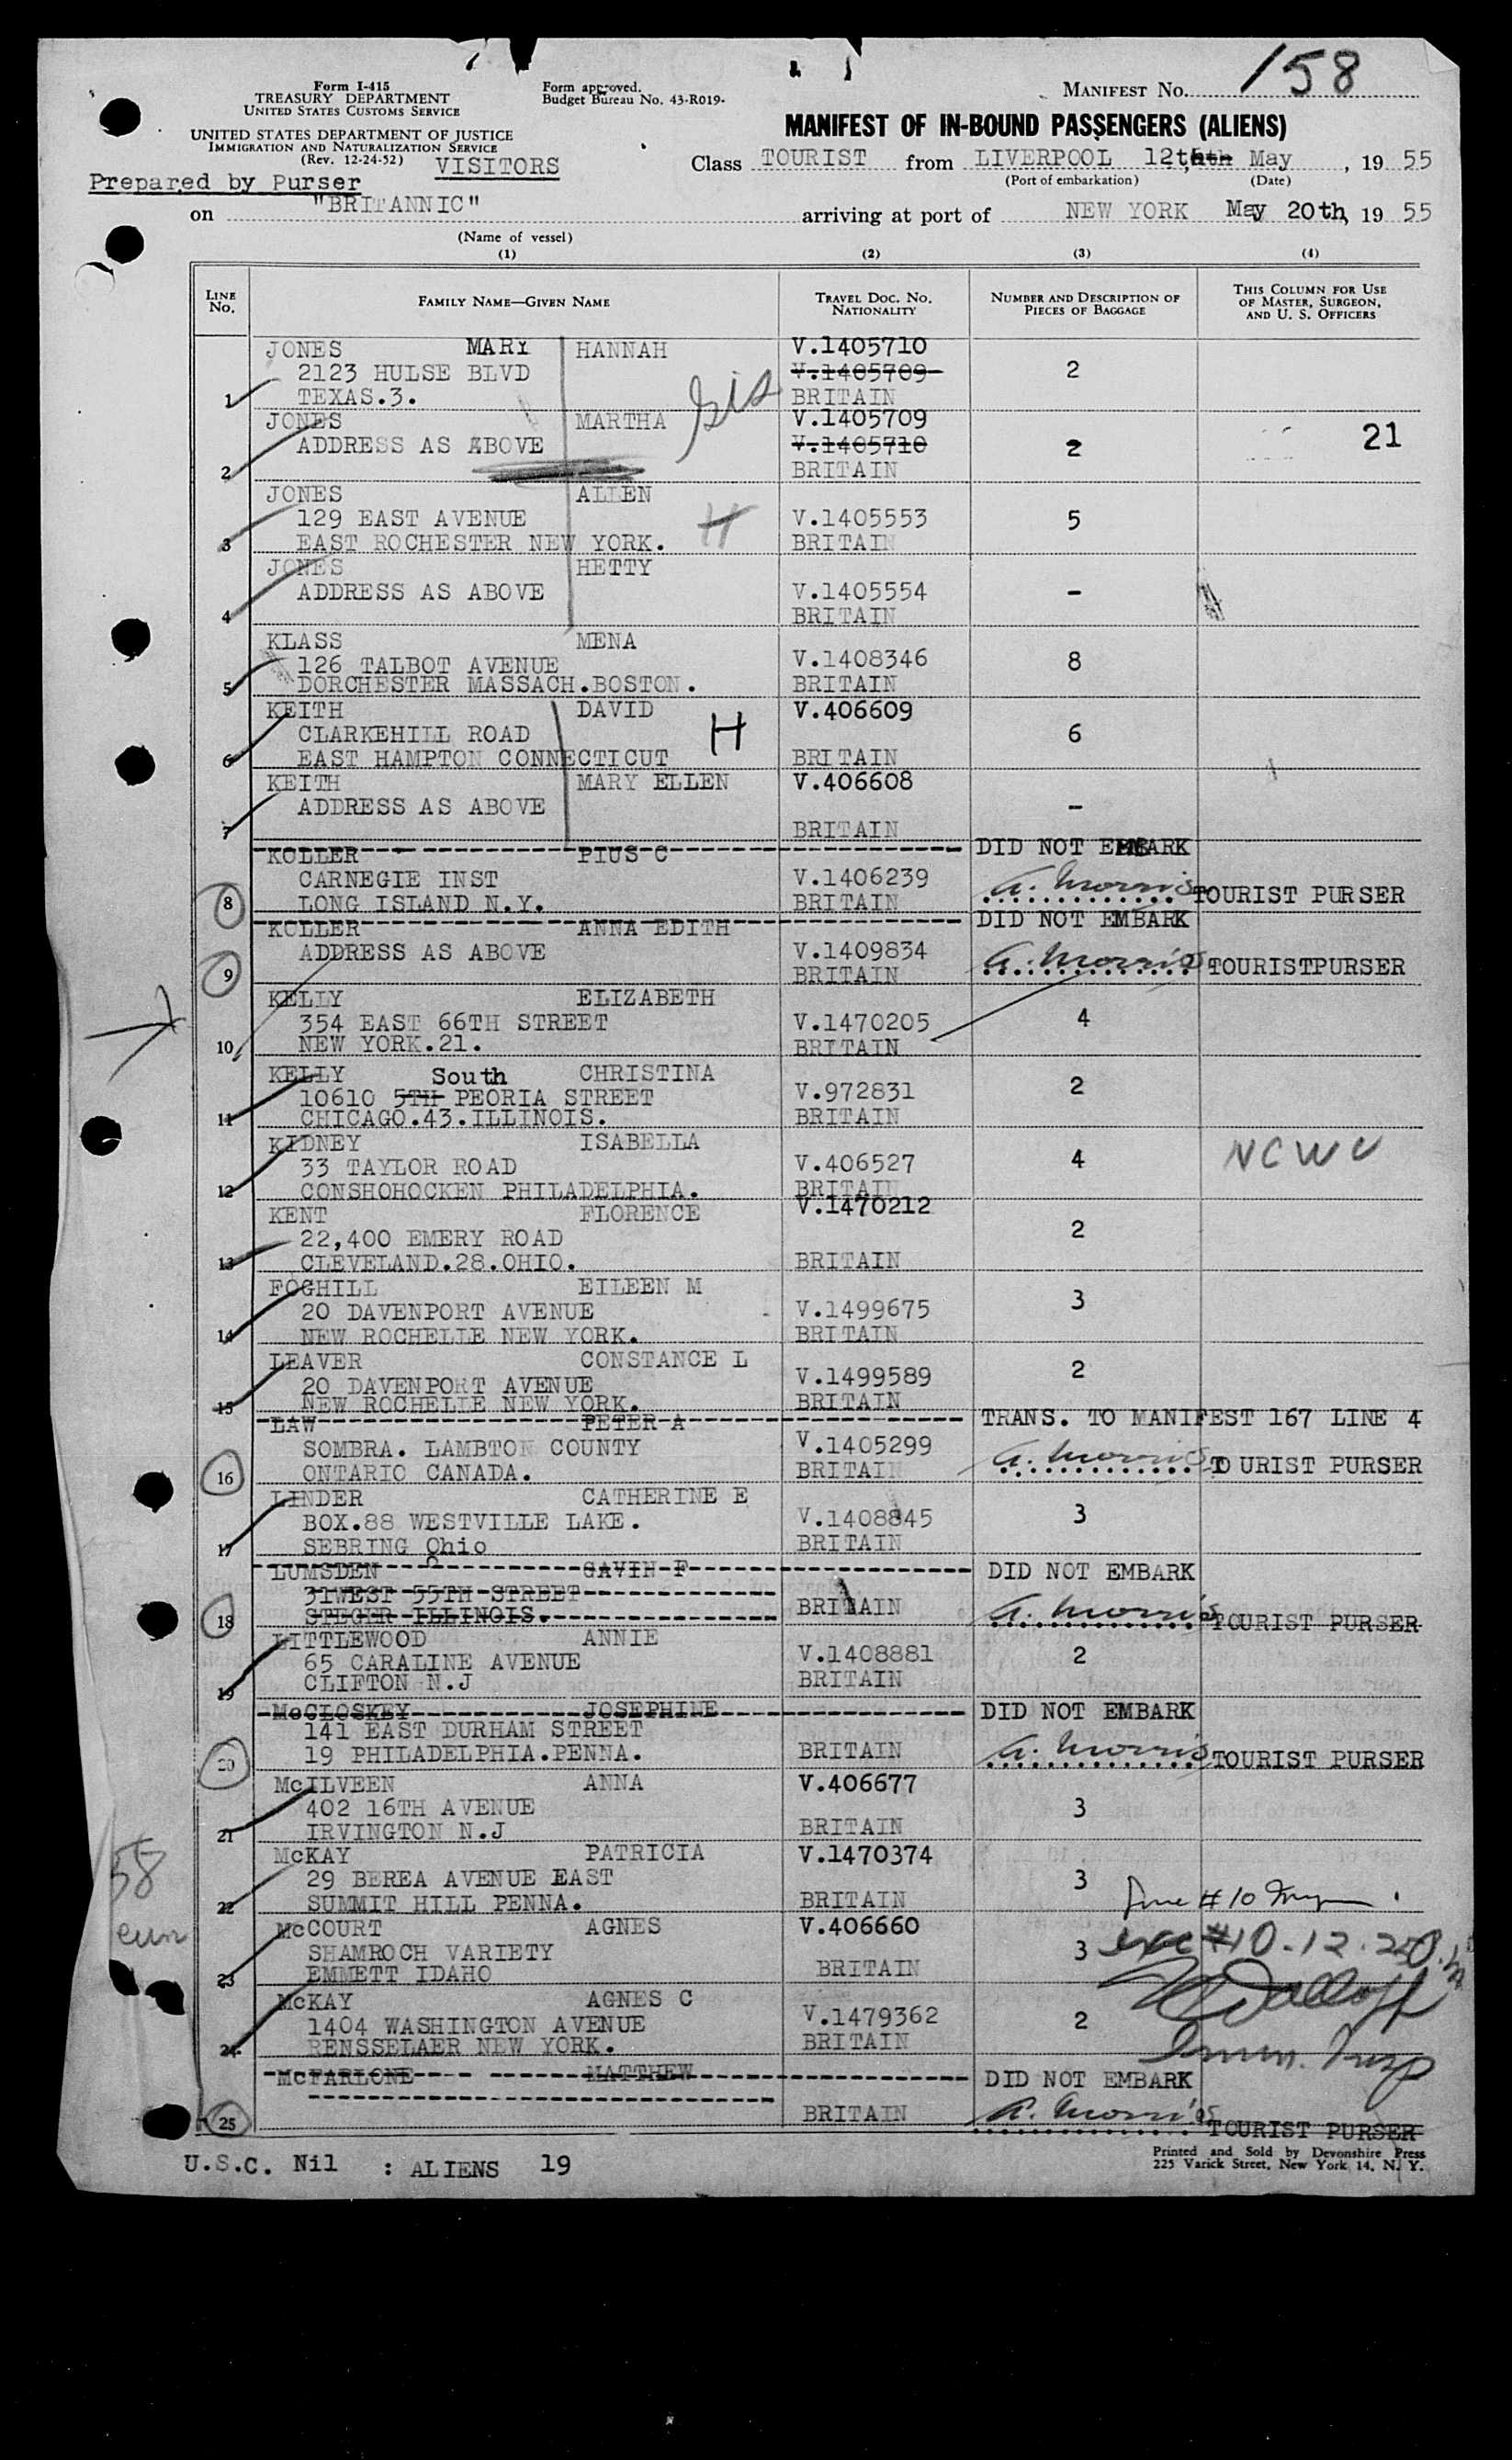 158
Form I-415
TREASURY DEPARTMENT
UNITED STATES CUSTOMS SERVICE
Form approved.
Budget Bureau No. 43-R019-
MANIFEST No.
UNITED STATES DEPARTMENT OF JUSTICE
IMMIGRATION AND NATURALIZATION SERVICE
(Rev. 12-24-52)
VISITORS
MANIFEST OF IN-BOUND PASSENGERS (ALIENS)
Class TOURIST from LIVERPOOL 12th May, 19 55
(Port of embarkation) (Date)
Prepared by Purser
on "BRITANNIC" arriving at port of NEW YORK May 20th, 19 55
(Name of vessel)
(1) (2) (3) (4)
LINE No.
FAMILY NAME—GIVEN NAME
TRAVEL DOC. NO. NATIONALITY
NUMBER AND DESCRIPTION OF PIECES OF BAGGAGE
THIS COLUMN FOR USE OF MASTER, SURGEON, AND U. S. OFFICERS
JONES MARY HANNAH V.1405710
2123 HULSE BLVD V.1405709 2
1 TEXAS.3. BRITAIN
sis
JONES MARTHA V.1405709
ADDRESS AS ABOVE V.1405710 2 21
2 BRITAIN
JONES ALLEN
129 EAST AVENUE V.1405553 5
3 EAST ROCHESTER NEW YORK. H BRITAIN
JONES HETTY
ADDRESS AS ABOVE V.1405554 -
4 BRITAIN
KLASS MENA
126 TALBOT AVENUE V.1408346 8
5 DORCHESTER MASSACH.BOSTON. BRITAIN
KEITH DAVID V.406609
CLARKEHILL ROAD H 6
6 EAST HAMPTON CONNECTICUT BRITAIN
KEITH MARY ELLEN V.406608
ADDRESS AS ABOVE -
7 BRITAIN
KOLLER PIUS C DID NOT EMBARK
CARNEGIE INST V.1406239
8 LONG ISLAND N.Y. BRITAIN A. Morris TOURIST PURSER
KOLLER ANNA EDITH DID NOT EMBARK
ADDRESS AS ABOVE V.1409834
9 BRITAIN A. Morris TOURISTPURSER
KELLY ELIZABETH
354 EAST 66TH STREET V.1470205 4
10 NEW YORK.21. BRITAIN
KELLY South CHRISTINA
10610 5TH PEORIA STREET V.972831 2
11 CHICAGO.43.ILLINOIS. BRITAIN
KIDNEY ISABELLA
33 TAYLOR ROAD V.406527 4 NCWC
12 CONSHOHOCKEN PHILADELPHIA. BRITAIN
KENT FLORENCE V.1470212
22,400 EMERY ROAD 2
13 CLEVELAND.28.OHIO. BRITAIN
FOGHILL EILEEN M
20 DAVENPORT AVENUE V.1499675 3
14 NEW ROCHELLE NEW YORK. BRITAIN
LEAVER CONSTANCE L
20 DAVENPORT AVENUE V.1499589 2
15 NEW ROCHELLE NEW YORK. BRITAIN
LAW PETER A TRANS. TO MANIFEST 167 LINE 4
SOMBRA. LAMBTON COUNTY V.1405299
16 ONTARIO CANADA. BRITAIN A. Morris TOURIST PURSER
LINDER CATHERINE E
BOX.88 WESTVILLE LAKE. V.1408845 3
17 SEBRING Ohio BRITAIN
LUMSDEN GAVIN F DID NOT EMBARK
31WEST 55TH STREET
18 STEGER ILLINOIS. BRITAIN A. Morris TOURIST PURSER
LITTLEWOOD ANNIE
65 CARALINE AVENUE V.1408881 2
19 CLIFTON N.J BRITAIN
McCLOSKEY JOSEPHINE DID NOT EMBARK
141 EAST DURHAM STREET
20 19 PHILADELPHIA.PENNA. BRITAIN A. Morris TOURIST PURSER
McILVEEN ANNA V.406677
402 16TH AVENUE 3
21 IRVINGTON N.J BRITAIN
McKAY PATRICIA V.1470374
29 BEREA AVENUE EAST 3
22 SUMMIT HILL PENNA. BRITAIN
McCOURT AGNES V.406660
SHAMROCH VARIETY 3
23 EMMETT IDAHO BRITAIN
McKAY AGNES C
1404 WASHINGTON AVENUE V.1479362 2
24 RENSSELAER NEW YORK. BRITAIN
Imm. Insp
McFARLONE MATTHEW DID NOT EMBARK
25 BRITAIN A. Morris TOURIST PURSER
U.S.C. Nil : ALIENS 19
Printed and Sold by Devonshire Press
225 Varick Street, New York 14, N. Y.